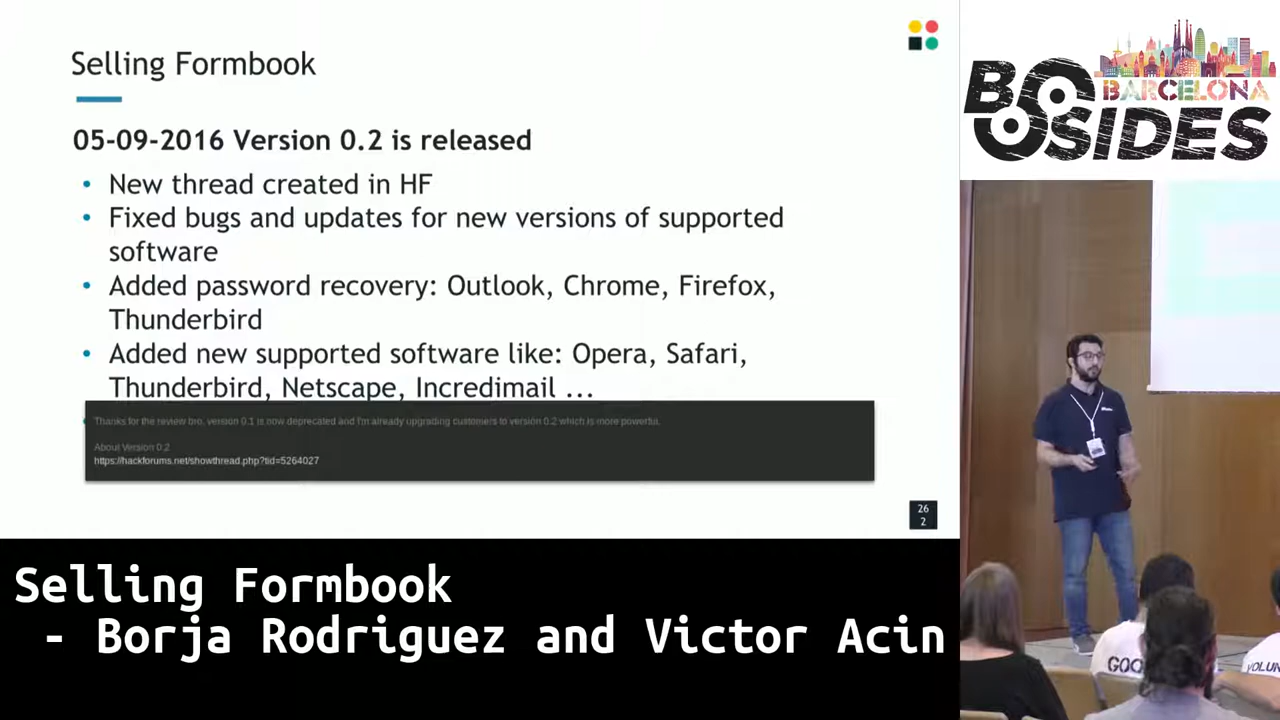 Selling Formbook
05-09-2016 Version 0.2 is released
• New thread created in HF
• Fixed bugs and updates for new versions of supported
software
• Added password recovery: Outlook, Chrome, Firefox,
Thunderbird
• Added new supported software like: Opera, Safari,
Thunderbird, Netscape, Incredimail ...
Thanks for the review bro, version 0.1 is now deprecated and I'm already upgrading customers to version 0.2 which is more powerful.
About Version 0.2
https://hackforums.net/showthread.php?tid=5264027
26
2
BSIDES
BARCELONA
GOO
VOLUN
Selling Formbook
- Borja Rodriguez and Victor Acin